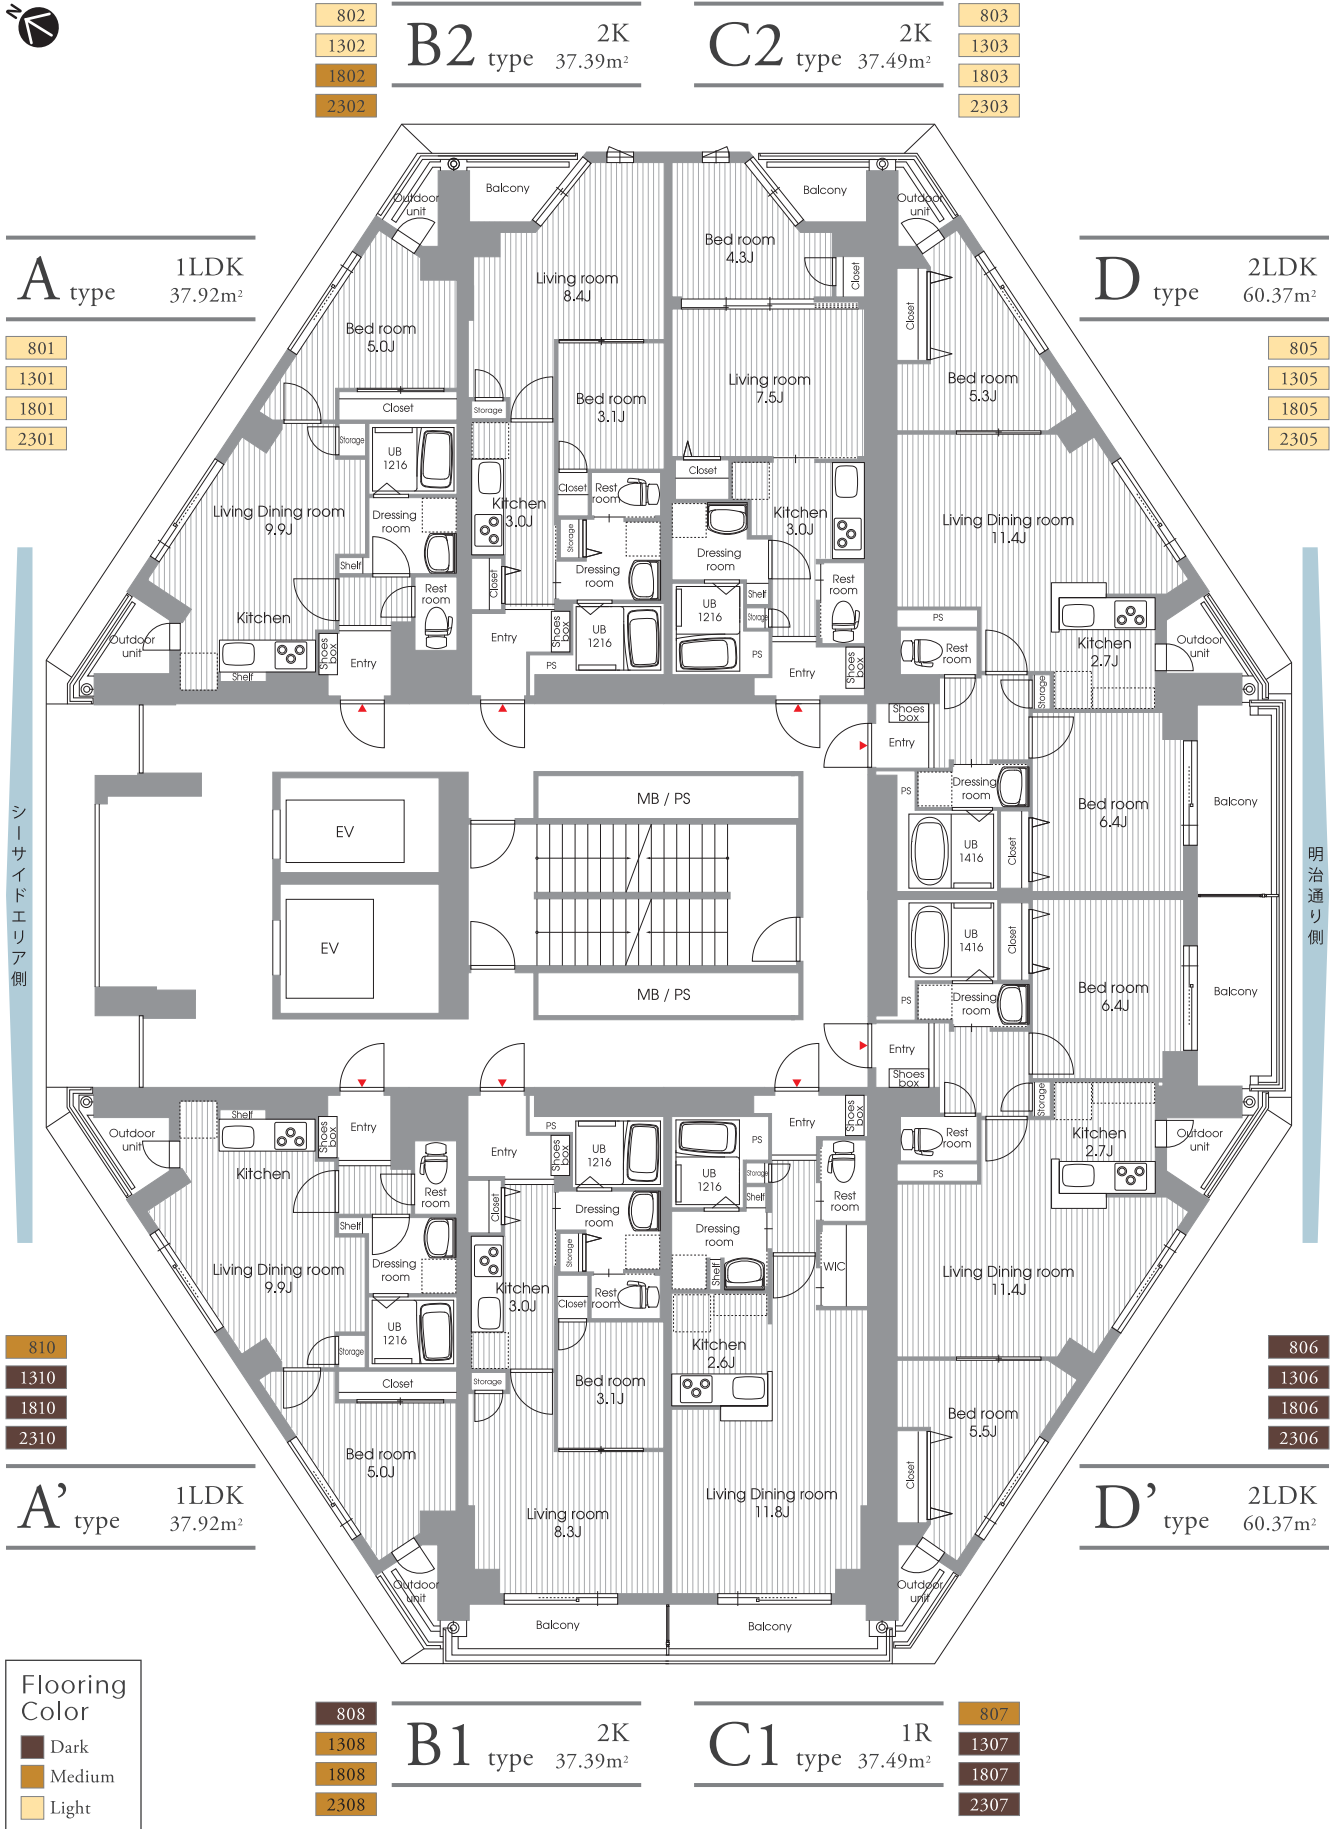 N
802
1302
1802
2302
B2 type
2K
37.39m²
C2 type
2K
37.49m²
803
1303
1803
2303
A type
1LDK
37.92m²
801
1301
1801
2301
D type
2LDK
60.37m²
805
1305
1805
2305
Outdoor
unit
Balcony
Living room
8.4J
Bed room
4.3J
Closet
Balcony
Outdoor
unit
Bed room
5.0J
Closet
Storage
Bed room
3.1J
Living room
7.5J
Closet
Bed room
5.3J
Storage
UB
1216
Living Dining room
9.9J
Dressing
room
Shelf
Rest
room
Kitchen
Shelf
Shoes
box
Entry
Outdoor
unit
Kitchen
3.0J
Closet
Rest
room
Storage
Dressing
room
Closet
Entry
Shoes
box
PS
UB
1216
Closet
Kitchen
3.0J
Dressing
room
UB
1216
Shelf
Storage
PS
Rest
room
Entry
Shoes
box
Living Dining room
11.4J
PS
Rest
room
Kitchen
2.7J
Storage
Outdoor
unit
Shoes
box
Entry
PS
Dressing
room
UB
1416
Closet
Bed room
6.4J
Balcony
シーサイドエリア側
EV
EV
MB / PS
MB / PS
明治通り側
UB
1416
Closet
PS
Dressing
room
Bed room
6.4J
Balcony
Entry
Shoes
box
Outdoor
unit
Shelf
Shoes
box
Entry
Kitchen
Rest
room
Shelf
Dressing
room
Living Dining room
9.9J
UB
1216
Storage
Closet
Bed room
5.0J
Outdoor
unit
PS
Entry
Shoes
box
UB
1216
Closet
Dressing
room
Storage
Kitchen
3.0J
Closet
Rest
room
Storage
Bed room
3.1J
Living room
8.3J
Balcony
UB
1216
PS
Entry
Shoes
box
Storage
Shelf
Rest
room
Dressing
room
Shelf
WIC
Kitchen
2.6J
Living Dining room
11.8J
Balcony
Rest
room
PS
Storage
Kitchen
2.7J
Outdoor
unit
Living Dining room
11.4J
Bed room
5.5J
Closet
Outdoor
unit
810
1310
1810
2310
A’ type
1LDK
37.92m²
806
1306
1806
2306
D’ type
2LDK
60.37m²
Flooring
Color
Dark
Medium
Light
808
1308
1808
2308
B1 type
2K
37.39m²
C1 type
1R
37.49m²
807
1307
1807
2307